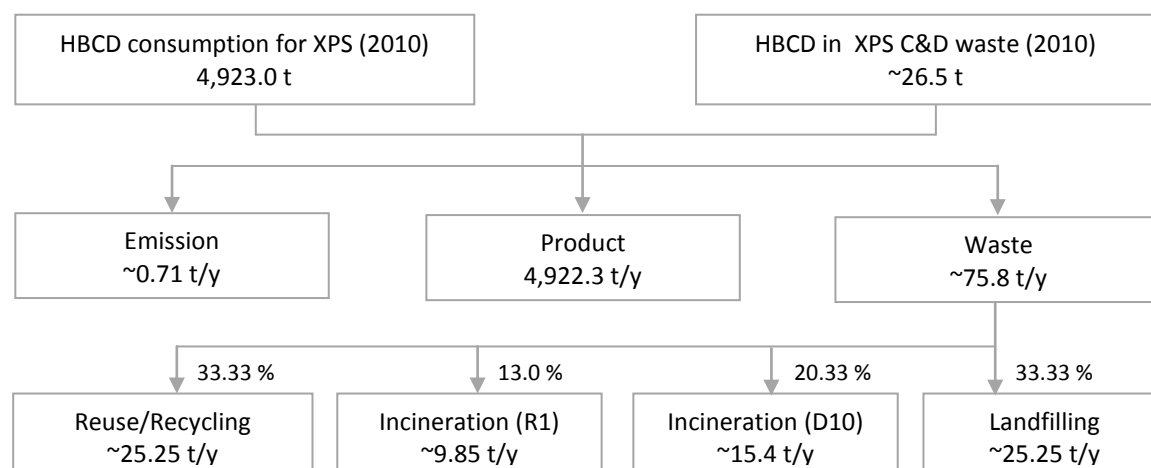 HBCD consumption for XPS (2010)
4,923.0 t
HBCD in XPS C&D waste (2010)
~26.5 t
Emission
~0.71 t/y
Product
4,922.3 t/y
Waste
~75.8 t/y
33.33 %
13.0 %
20.33 %
33.33 %
Reuse/Recycling
~25.25 t/y
Incineration (R1)
~9.85 t/y
Incineration (D10)
~15.4 t/y
Landfilling
~25.25 t/y